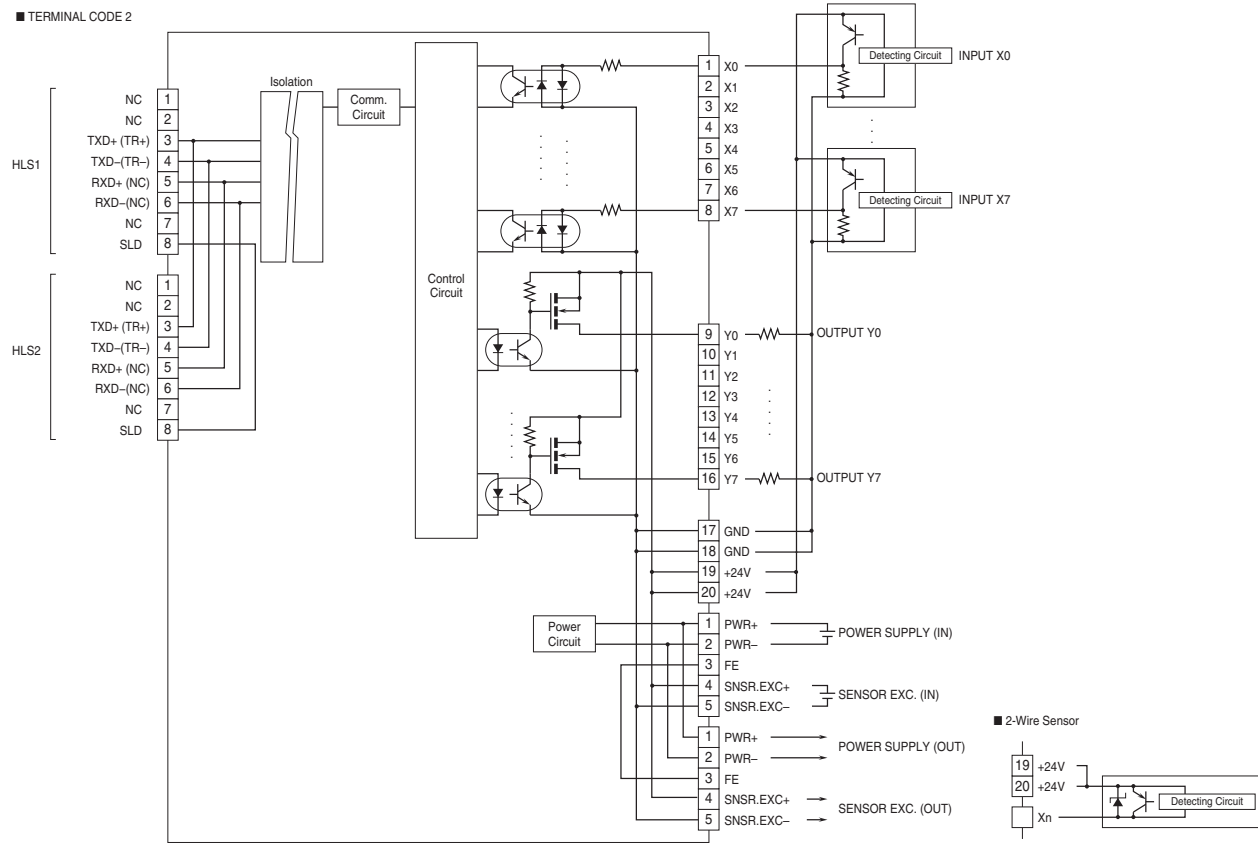 ■ TERMINAL CODE 2
HLS1
NC 1
NC 2
TXD+ (TR+) 3
TXD−(TR−) 4
RXD+ (NC) 5
RXD−(NC) 6
NC 7
SLD 8
HLS2
NC 1
NC 2
TXD+ (TR+) 3
TXD−(TR−) 4
RXD+ (NC) 5
RXD−(NC) 6
NC 7
SLD 8
Isolation
Comm.
Circuit
Control
Circuit
Power
Circuit
1 X0
2 X1
3 X2
4 X3
5 X4
6 X5
7 X6
8 X7
9 Y0
10 Y1
11 Y2
12 Y3
13 Y4
14 Y5
15 Y6
16 Y7
17 GND
18 GND
19 +24V
20 +24V
1 PWR+
2 PWR−
3 FE
4 SNSR.EXC+
5 SNSR.EXC−
1 PWR+
2 PWR−
3 FE
4 SNSR.EXC+
5 SNSR.EXC−
Detecting Circuit INPUT X0
Detecting Circuit INPUT X7
OUTPUT Y0
OUTPUT Y7
POWER SUPPLY (IN)
SENSOR EXC. (IN)
POWER SUPPLY (OUT)
SENSOR EXC. (OUT)
■ 2-Wire Sensor
19 +24V
20 +24V
Xn
Detecting Circuit